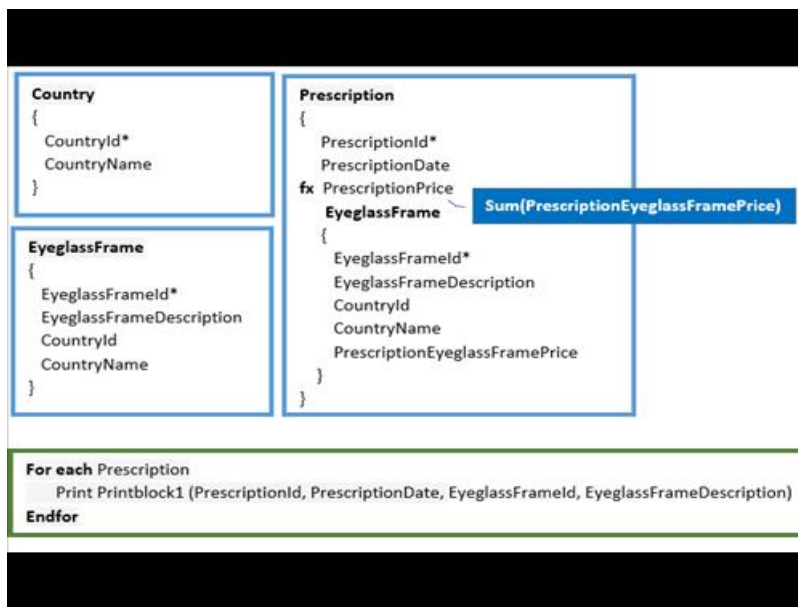 Country
{
CountryId*
CountryName
}
EyeglassFrame
{
EyeglassFrameId*
EyeglassFrameDescription
CountryId
CountryName
}
Prescription
{
PrescriptionId*
PrescriptionDate
fx PrescriptionPrice
Sum(PrescriptionEyeglassFramePrice)
EyeglassFrame
{
EyeglassFrameId*
EyeglassFrameDescription
CountryId
CountryName
PrescriptionEyeglassFramePrice
}
}
For each Prescription
Print Printblock1 (PrescriptionId, PrescriptionDate, EyeglassFrameId, EyeglassFrameDescription)
Endfor